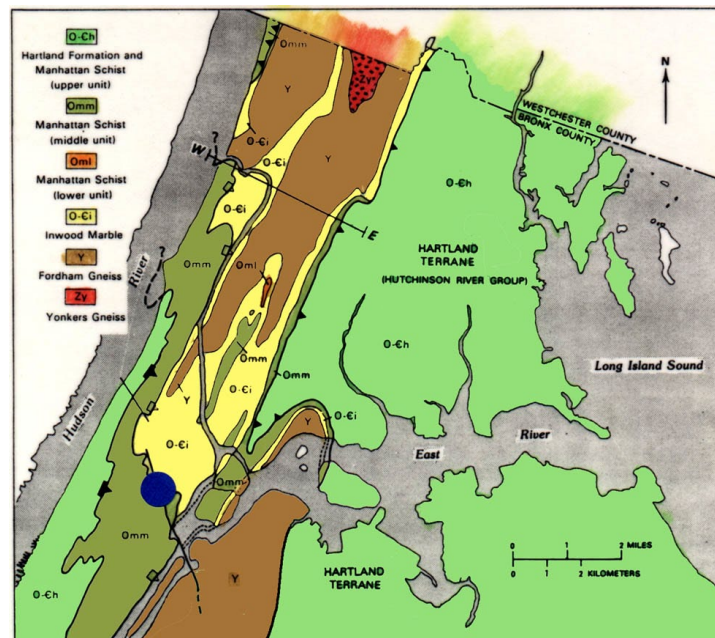 O-Ꞓh
Hartland Formation and
Manhattan Schist
(upper unit)
Omm
Manhattan Schist
(middle unit)
Oml
Manhattan Schist
(lower unit)
O-Ꞓi
Inwood Marble
Y
Fordham Gneiss
Zy
Yonkers Gneiss
Omm
Zy
Y
N
WESTCHESTER COUNTY
BRONX COUNTY
?
W
O-Ꞓi
Y
O-Ꞓi
E
O-Ꞓh
Omm
Oml
HARTLAND
TERRANE
(HUTCHINSON RIVER GROUP)
?
River
Hudson
O-Ꞓh
Omm
Omm
Long Island Sound
Y
O-Ꞓi
O-Ꞓi
Y
O-Ꞓi
East
River
Omm
Omm
0 1 2 MILES
0 1 2 KILOMETERS
O-Ꞓh
Y
HARTLAND
TERRANE